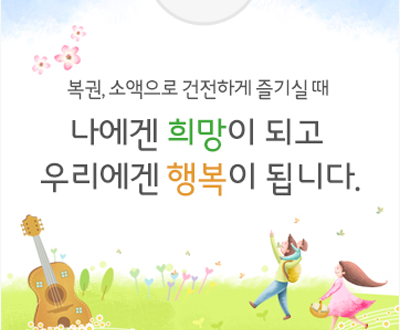 복권, 소액으로 건전하게 즐기실 때
나에겐 희망이 되고
우리에겐 행복이 됩니다.